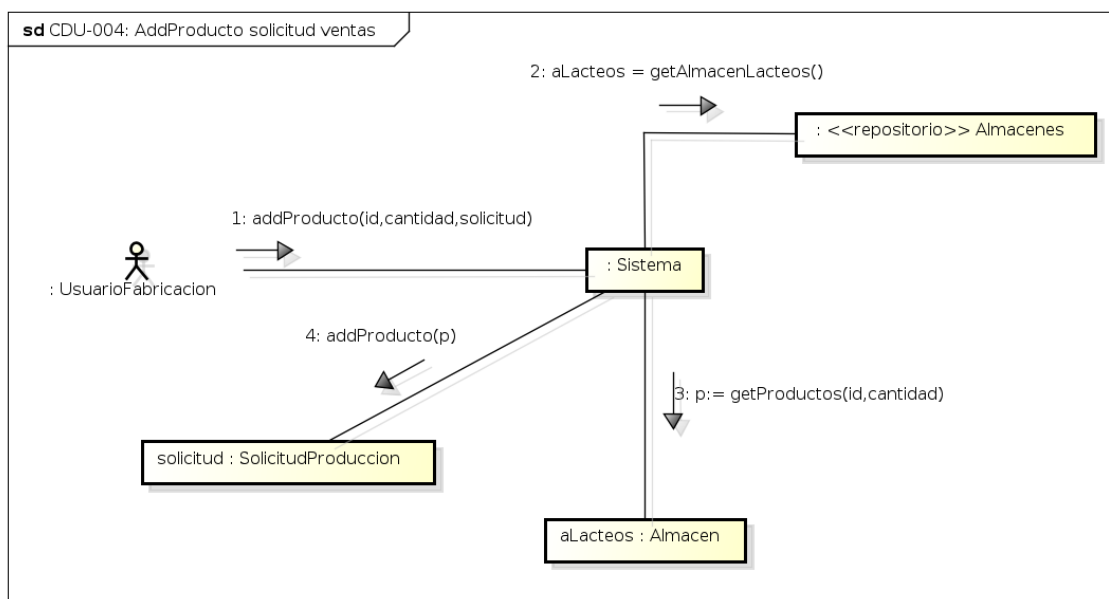 sd CDU-004: AddProducto solicitud ventas
2: aLacteos = getAlmacenLacteos()
: <<repositorio>> Almacenes
1: addProducto(id,cantidad,solicitud)
: Sistema
: UsuarioFabricacion
4: addProducto(p)
3: p:= getProductos(id,cantidad)
solicitud : SolicitudProduccion
aLacteos : Almacen